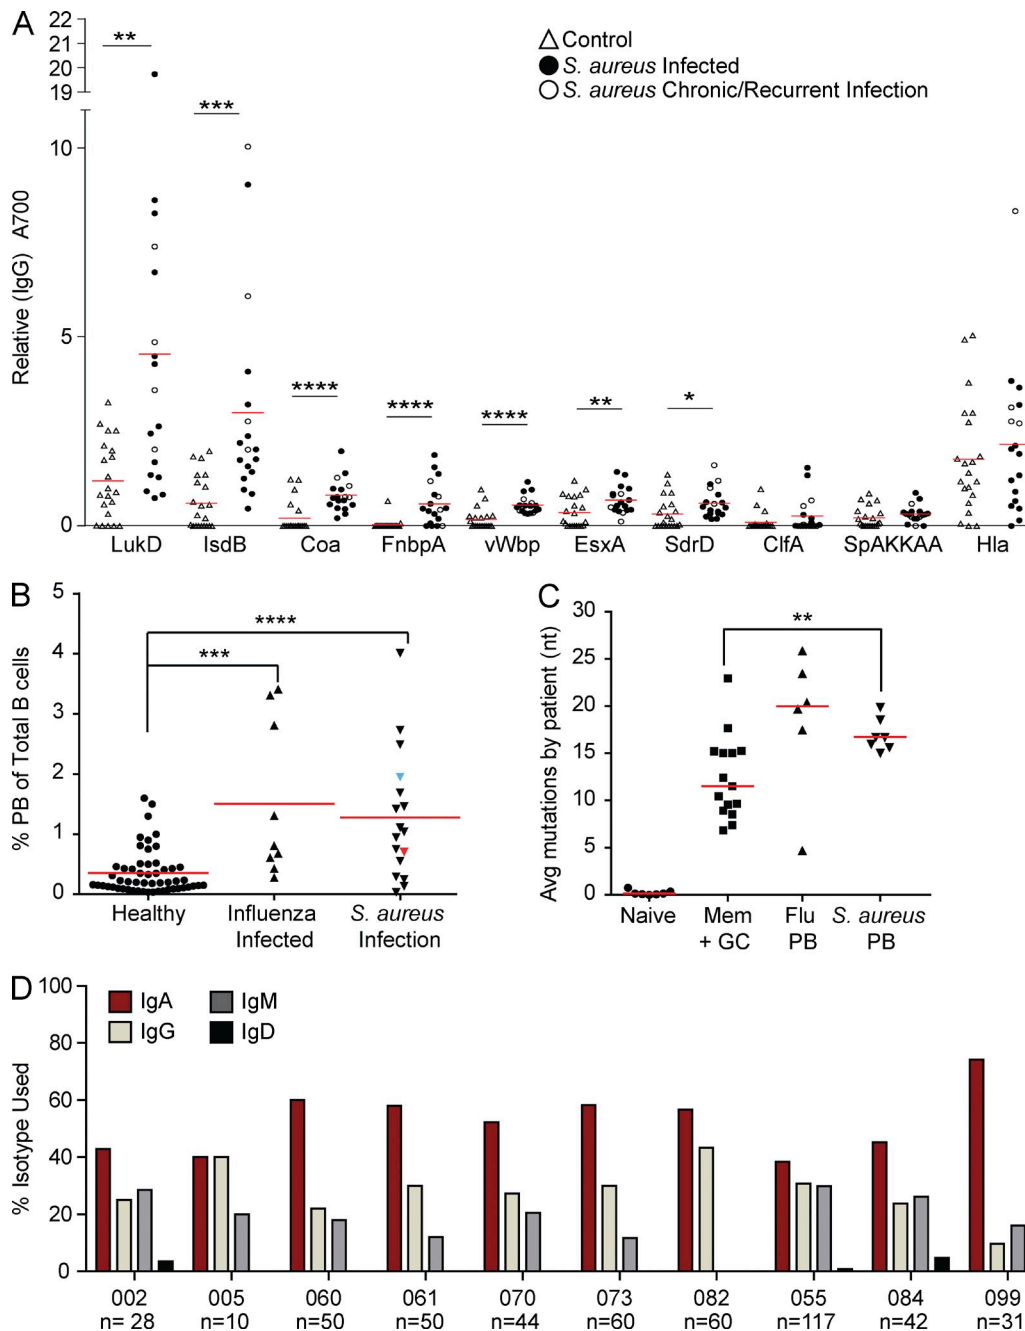 A
22
21
20
19
10
5
0
Relative (IgG) A700
Control
S. aureus Infected
S. aureus Chronic/Recurrent Infection
** *** **** **** **** ** *
LukD IsdB Coa FnbpA vWbp EsxA SdrD ClfA SpAKKAA Hla
B
5
4
3
2
1
0
% PB of Total B cells
****
***
Healthy Influenza Infected S. aureus Infection
C
30
25
20
15
10
5
0
Avg mutations by patient (nt)
**
Naive Mem + GC Flu PB S. aureus PB
D
100
80
60
40
20
0
% Isotype Used
IgA IgM
IgG IgD
002 005 060 061 070 073 082 055 084 099
n= 28 n=10 n=50 n=50 n=44 n=60 n=60 n=117 n=42 n=31